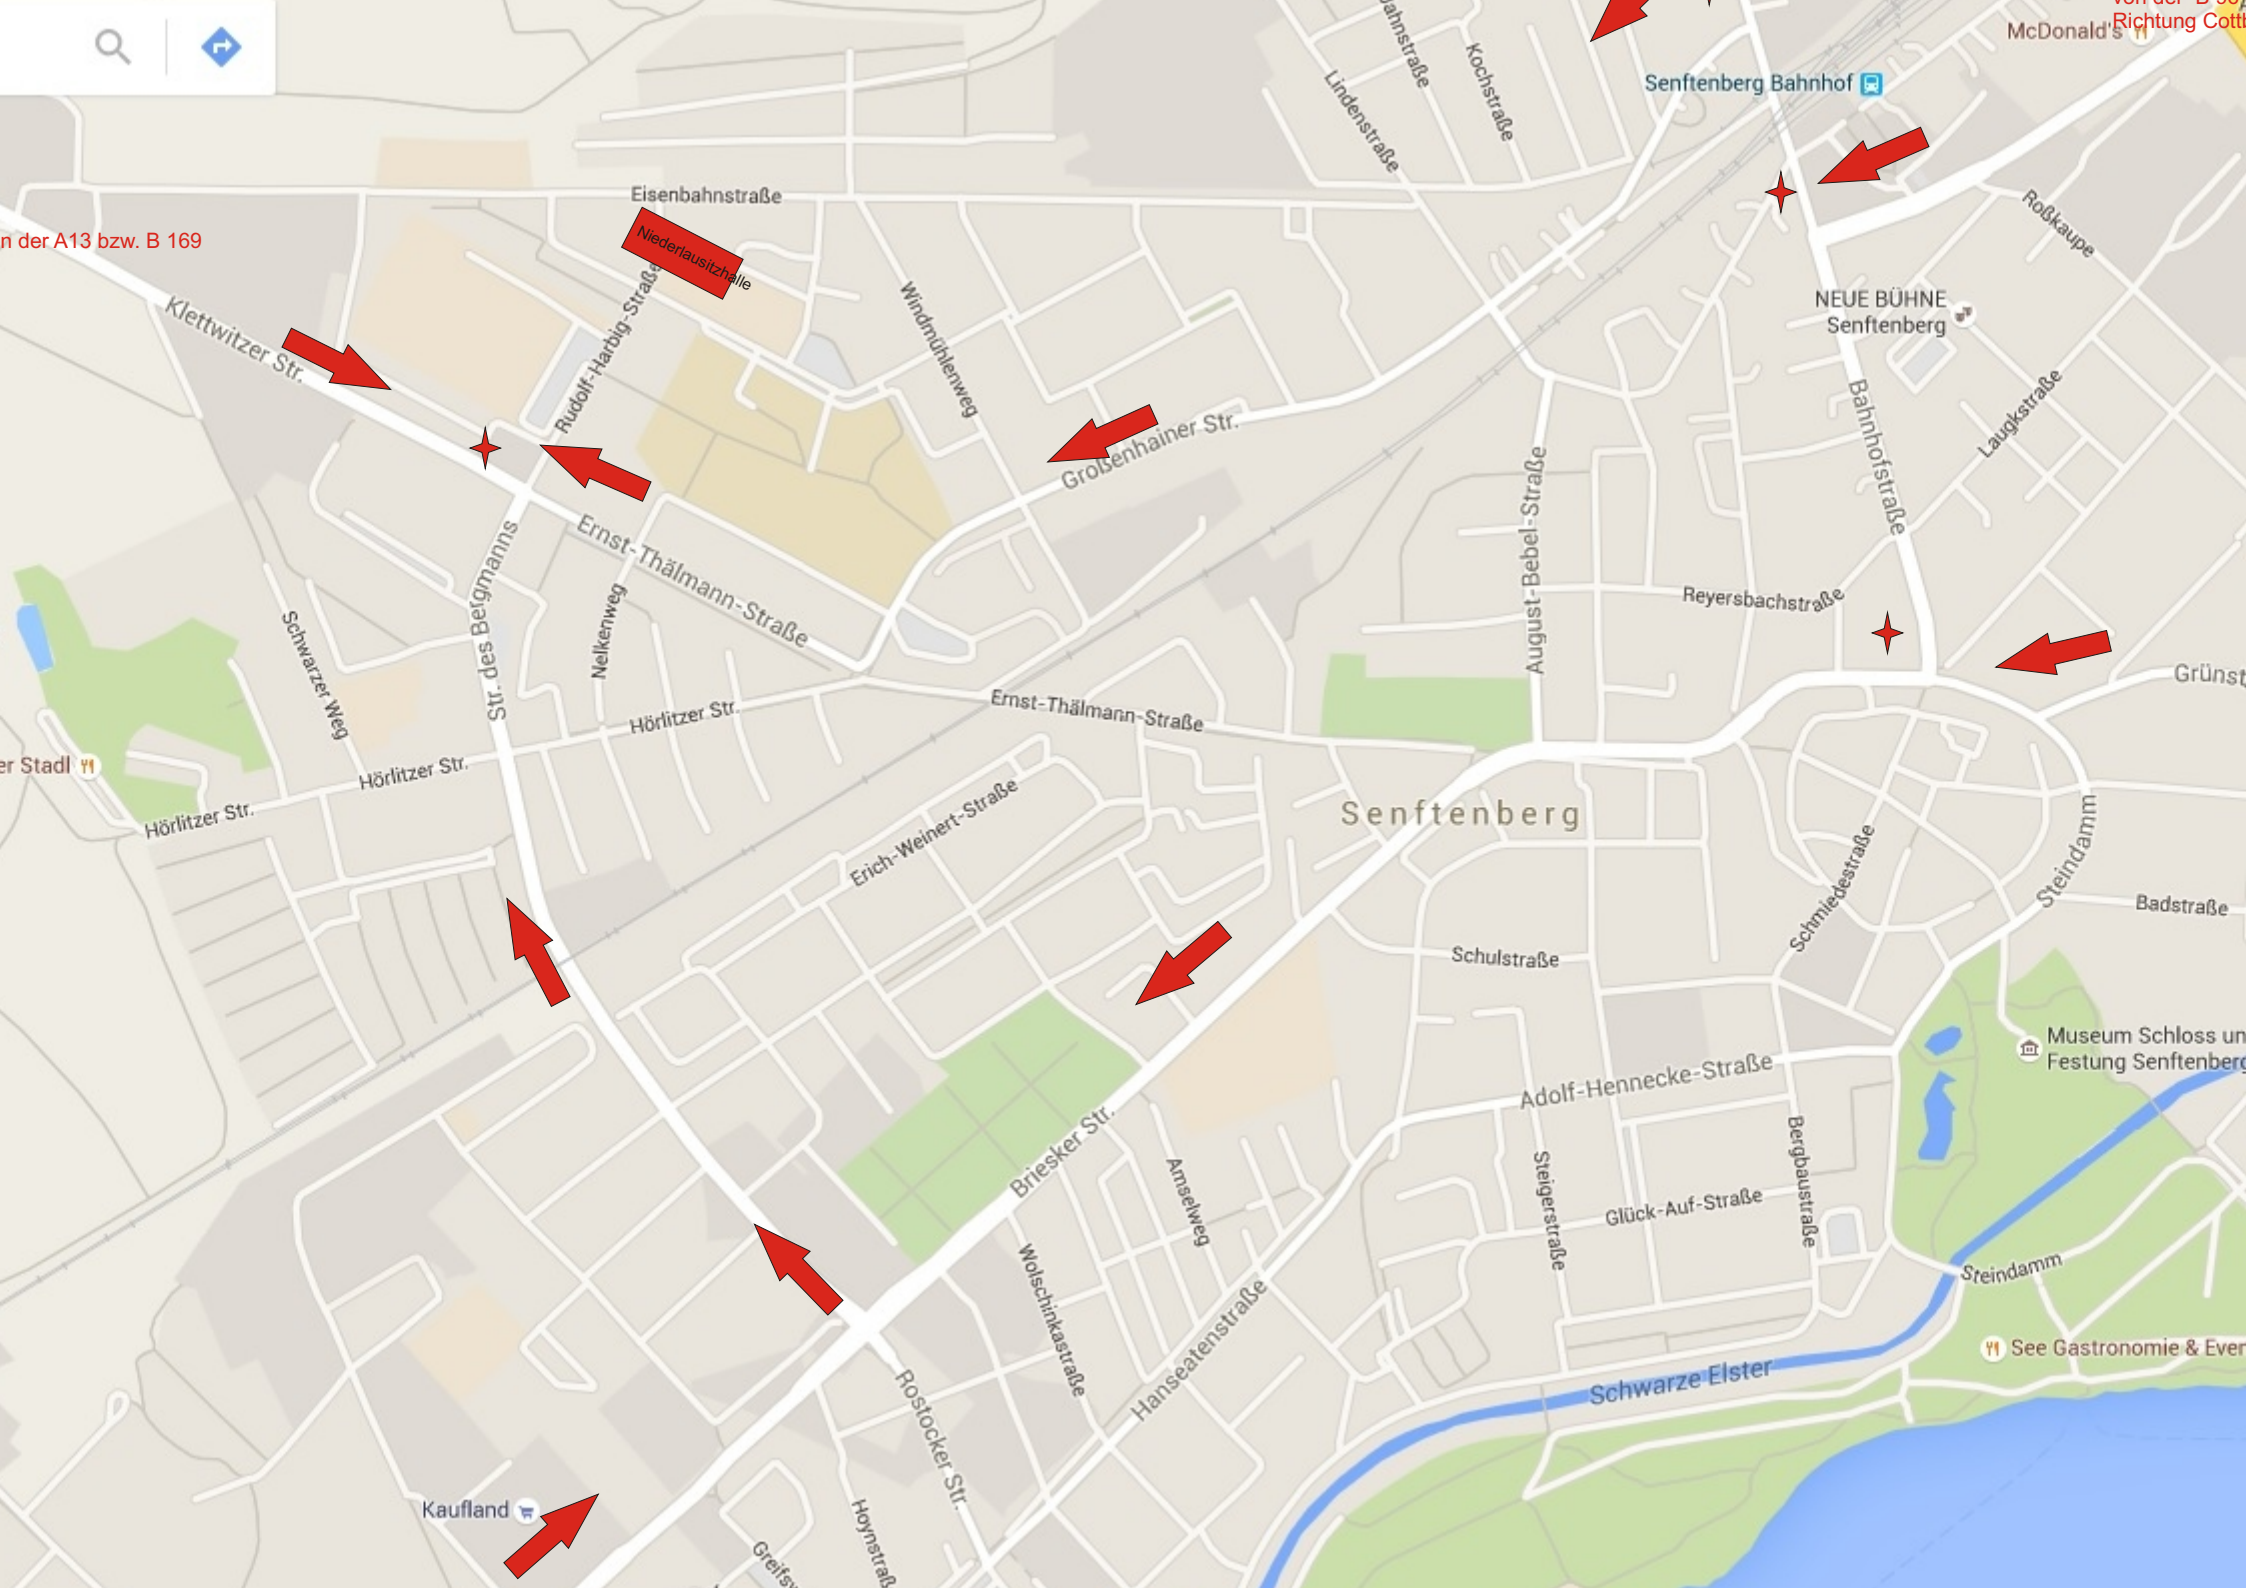 Richtung Cottb
McDonald's
Senftenberg Bahnhof
Kochstraße
Lindenstraße
Eisenbahnstraße
Roßkaupe
n der A13 bzw. B 169
Niederlausitzhalle
Klettwitzer Str.
Rudolf-Harbig-Straße
Windmühlenweg
NEUE BÜHNE
Senftenberg
Großenhainer Str.
Bahnhofstraße
Laugkstraße
Ernst-Thälmann-Straße
Str. des Bergmanns
Nelkenweg
Schwarzer Weg
August-Bebel-Straße
Reyersbachstraße
Grünst
Hörlitzer Str.
Ernst-Thälmann-Straße
er Stadl
Hörlitzer Str.
Hörlitzer Str.
Erich-Weinert-Straße
Senftenberg
Steindamm
Schmiedestraße
Badstraße
Schulstraße
Museum Schloss un
Festung Senftenberg
Adolf-Hennecke-Straße
Briesker Str.
Amselweg
Steigerstraße
Bergbaustraße
Glück-Auf-Straße
Wolschinkastraße
Hanseatenstraße
Steindamm
See Gastronomie & Even
Schwarze Elster
Rostocker Str.
Kaufland
Hoynstraß
Greifsw